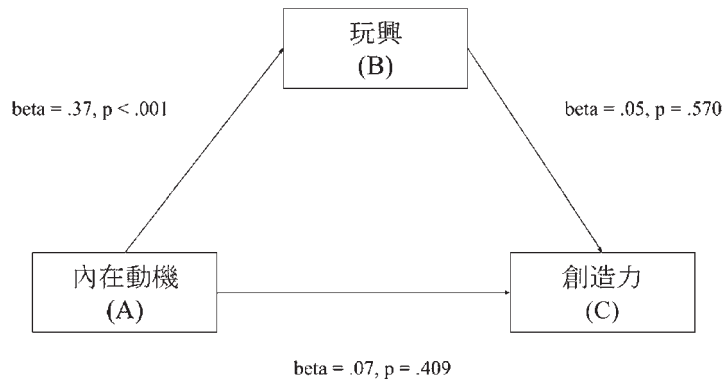 玩興
(B)
beta = .37, p < .001
beta = .05, p = .570
內在動機
(A)
創造力
(C)
beta = .07, p = .409